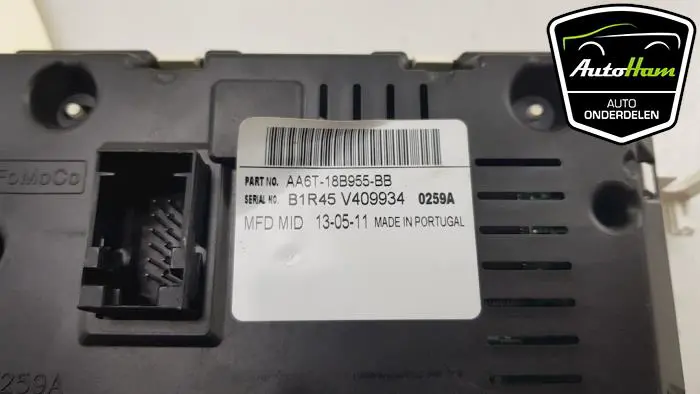 AutoHam
AUTO
ONDERDELEN
FoMoCo
PART NO. AA6T-18B955-BB
SERIAL NO. B1R45 V409934 0259A
MFD MID 13-05-11 MADE IN PORTUGAL
259A